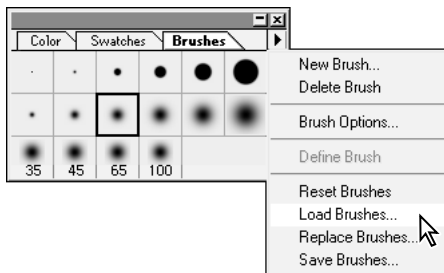 Color Swatches Brushes
35 45 65 100
New Brush...
Delete Brush
Brush Options...
Define Brush
Reset Brushes
Load Brushes...
Replace Brushes...
Save Brushes...